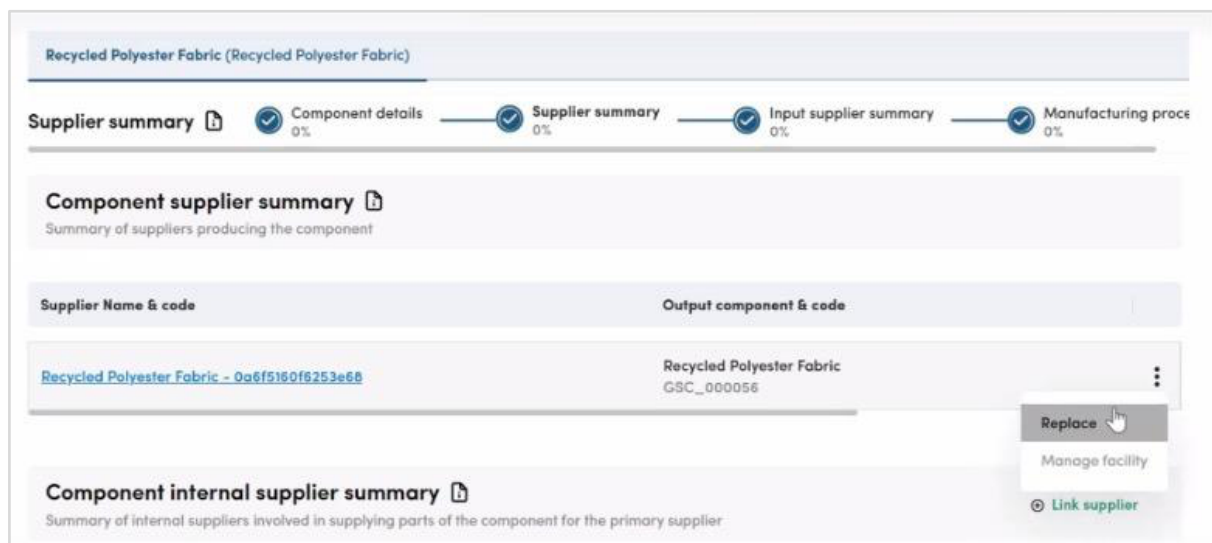 Recycled Polyester Fabric (Recycled Polyester Fabric)
Supplier summary
Component details
0%
Supplier summary
0%
Input supplier summary
0%
Manufacturing proce
0%
Component supplier summary
Summary of suppliers producing the component
Supplier Name & code
Output component & code
Recycled Polyester Fabric - 0a6f5160f6253e68
Recycled Polyester Fabric
GSC_000056
Replace
Manage facility
Component internal supplier summary
Summary of internal suppliers involved in supplying parts of the component for the primary supplier
Link supplier